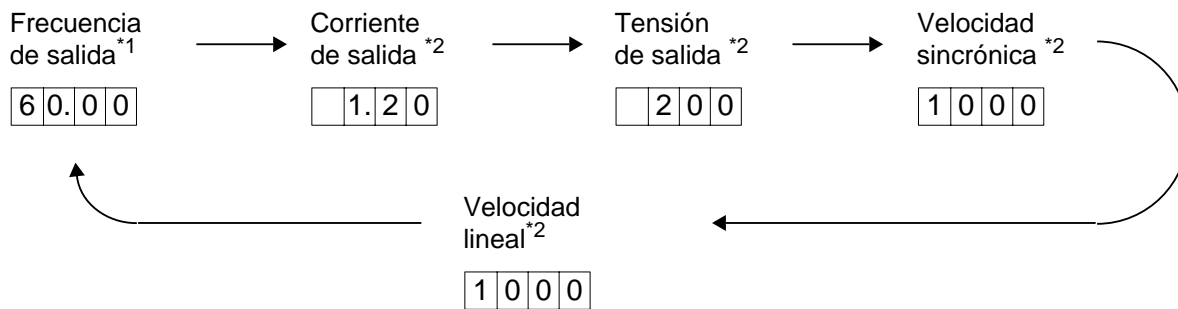 Frecuencia
de salida*1
60.00
Corriente
de salida *2
1.20
Tensión
de salida *2
200
Velocidad
sincrónica *2
1000
Velocidad
lineal*2
1000